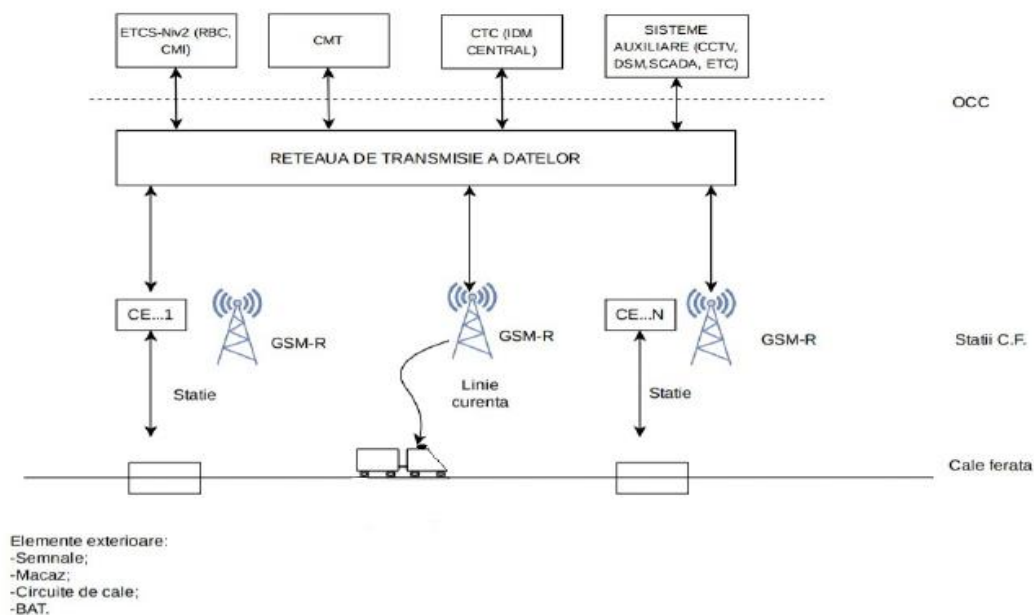 ETCS-Niv2 (RBC,
CMI)
CMT
CTC (IDM
CENTRAL)
SISTEME
AUXILIARE (CCTV,
DSM,SCADA, ETC)
OCC
RETEAUA DE TRANSMISIE A DATELOR
CE...1
GSM-R
GSM-R
CE...N
GSM-R
Statii C.F.
Statie
Linie
curenta
Statie
Cale ferata
Elemente exterioare:
-Semnale;
-Macaz;
-Circuite de cale;
-BAT.